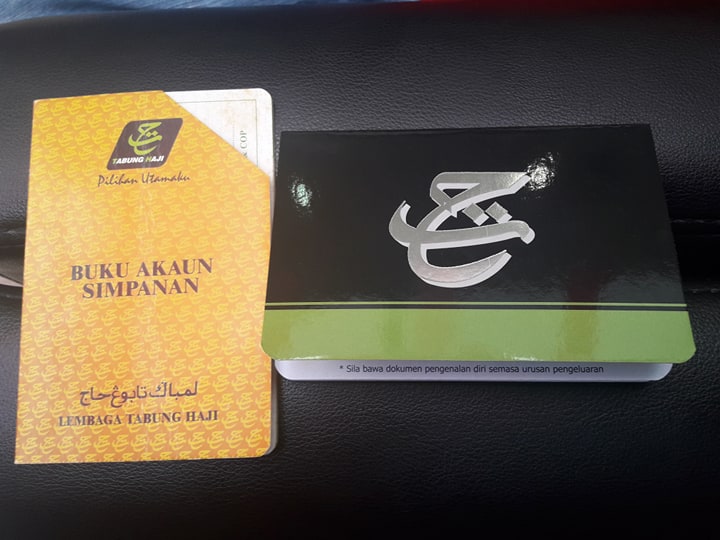 TABUNG HAJI
Pilihan Utamaku
COP
BUKU AKAUN
SIMPANAN
لمباݢ تابوڠ حاج
LEMBAGA TABUNG HAJI
* Sila bawa dokumen pengenalan diri semasa urusan pengeluaran